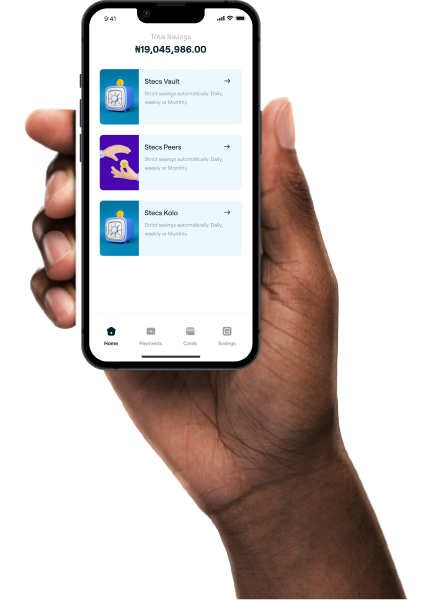 9:41
Total Savings
₦19,045,986.00
Stecs Vault
Strict savings automatically. Daily,
weekly or Monthly.
Stecs Peers
Strict savings automatically. Daily,
weekly or Monthly.
Stecs Kolo
Strict savings automatically. Daily,
weekly or Monthly.
Home Payments Cards Savings